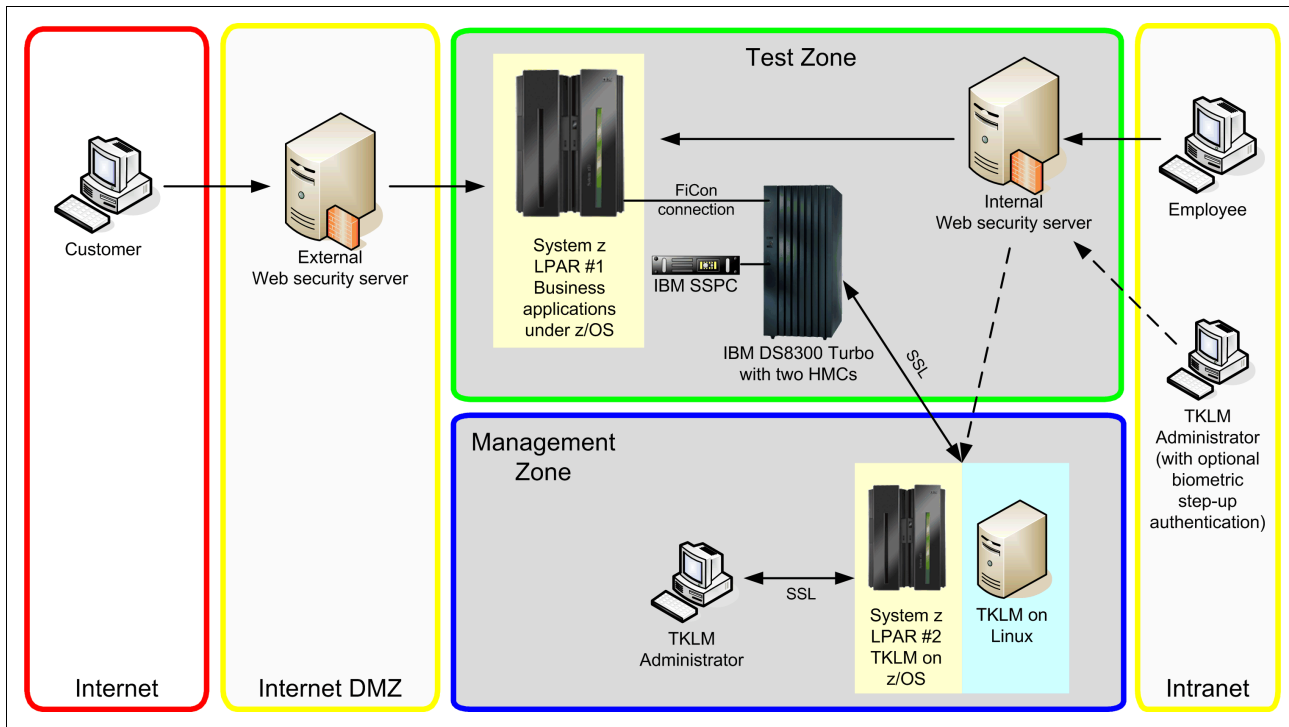 Customer
Internet
External
Web security server
Internet DMZ
Test Zone
System z
LPAR #1
Business
applications
under z/OS
FiCon
connection
IBM SSPC
IBM DS8300 Turbo
with two HMCs
Internal
Web security server
SSL
Management
Zone
TKLM
Administrator
SSL
System z
LPAR #2
TKLM on
z/OS
TKLM on
Linux
Employee
TKLM
Administrator
(with optional
biometric
step-up
authentication)
Intranet